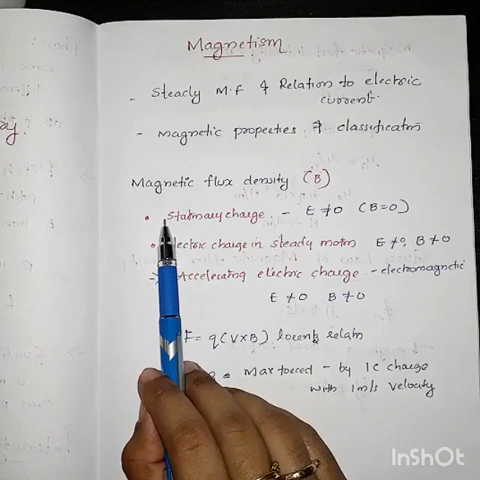 Magnetism
- Steady M.F & Relation to electric current.
- magnetic properties & classification
Magnetic flux density (B)
• Stationary charge - E ≠ 0 (B=0)
• Electric charge in steady motion E ≠ 0, B ≠ 0
Accelerating electric charge - electromagnetic
E ≠ 0 B ≠ 0
F = q(V×B) lorentz relation
Max forced - by 1C charge
with 1m/s velocity
InShOt